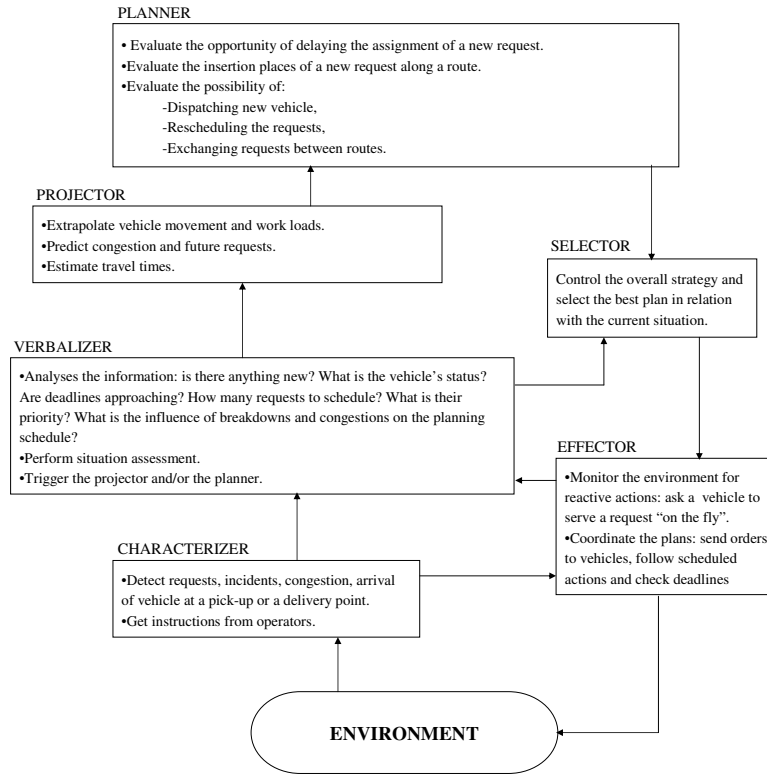 PLANNER
• Evaluate the opportunity of delaying the assignment of a new request.
•Evaluate the insertion places of a new request along a route.
•Evaluate the possibility of:
-Dispatching new vehicle,
-Rescheduling the requests,
-Exchanging requests between routes.
PROJECTOR
•Extrapolate vehicle movement and work loads.
•Predict congestion and future requests.
•Estimate travel times.
SELECTOR
Control the overall strategy and
select the best plan in relation
with the current situation.
VERBALIZER
•Analyses the information: is there anything new? What is the vehicle's status?
Are deadlines approaching? How many requests to schedule? What is their
priority? What is the influence of breakdowns and congestions on the planning
schedule?
•Perform situation assessment.
•Trigger the projector and/or the planner.
EFFECTOR
•Monitor the environment for
reactive actions: ask a vehicle to
serve a request “on the fly”.
•Coordinate the plans: send orders
to vehicles, follow scheduled
actions and check deadlines
CHARACTERIZER
•Detect requests, incidents, congestion, arrival
of vehicle at a pick-up or a delivery point.
•Get instructions from operators.
ENVIRONMENT